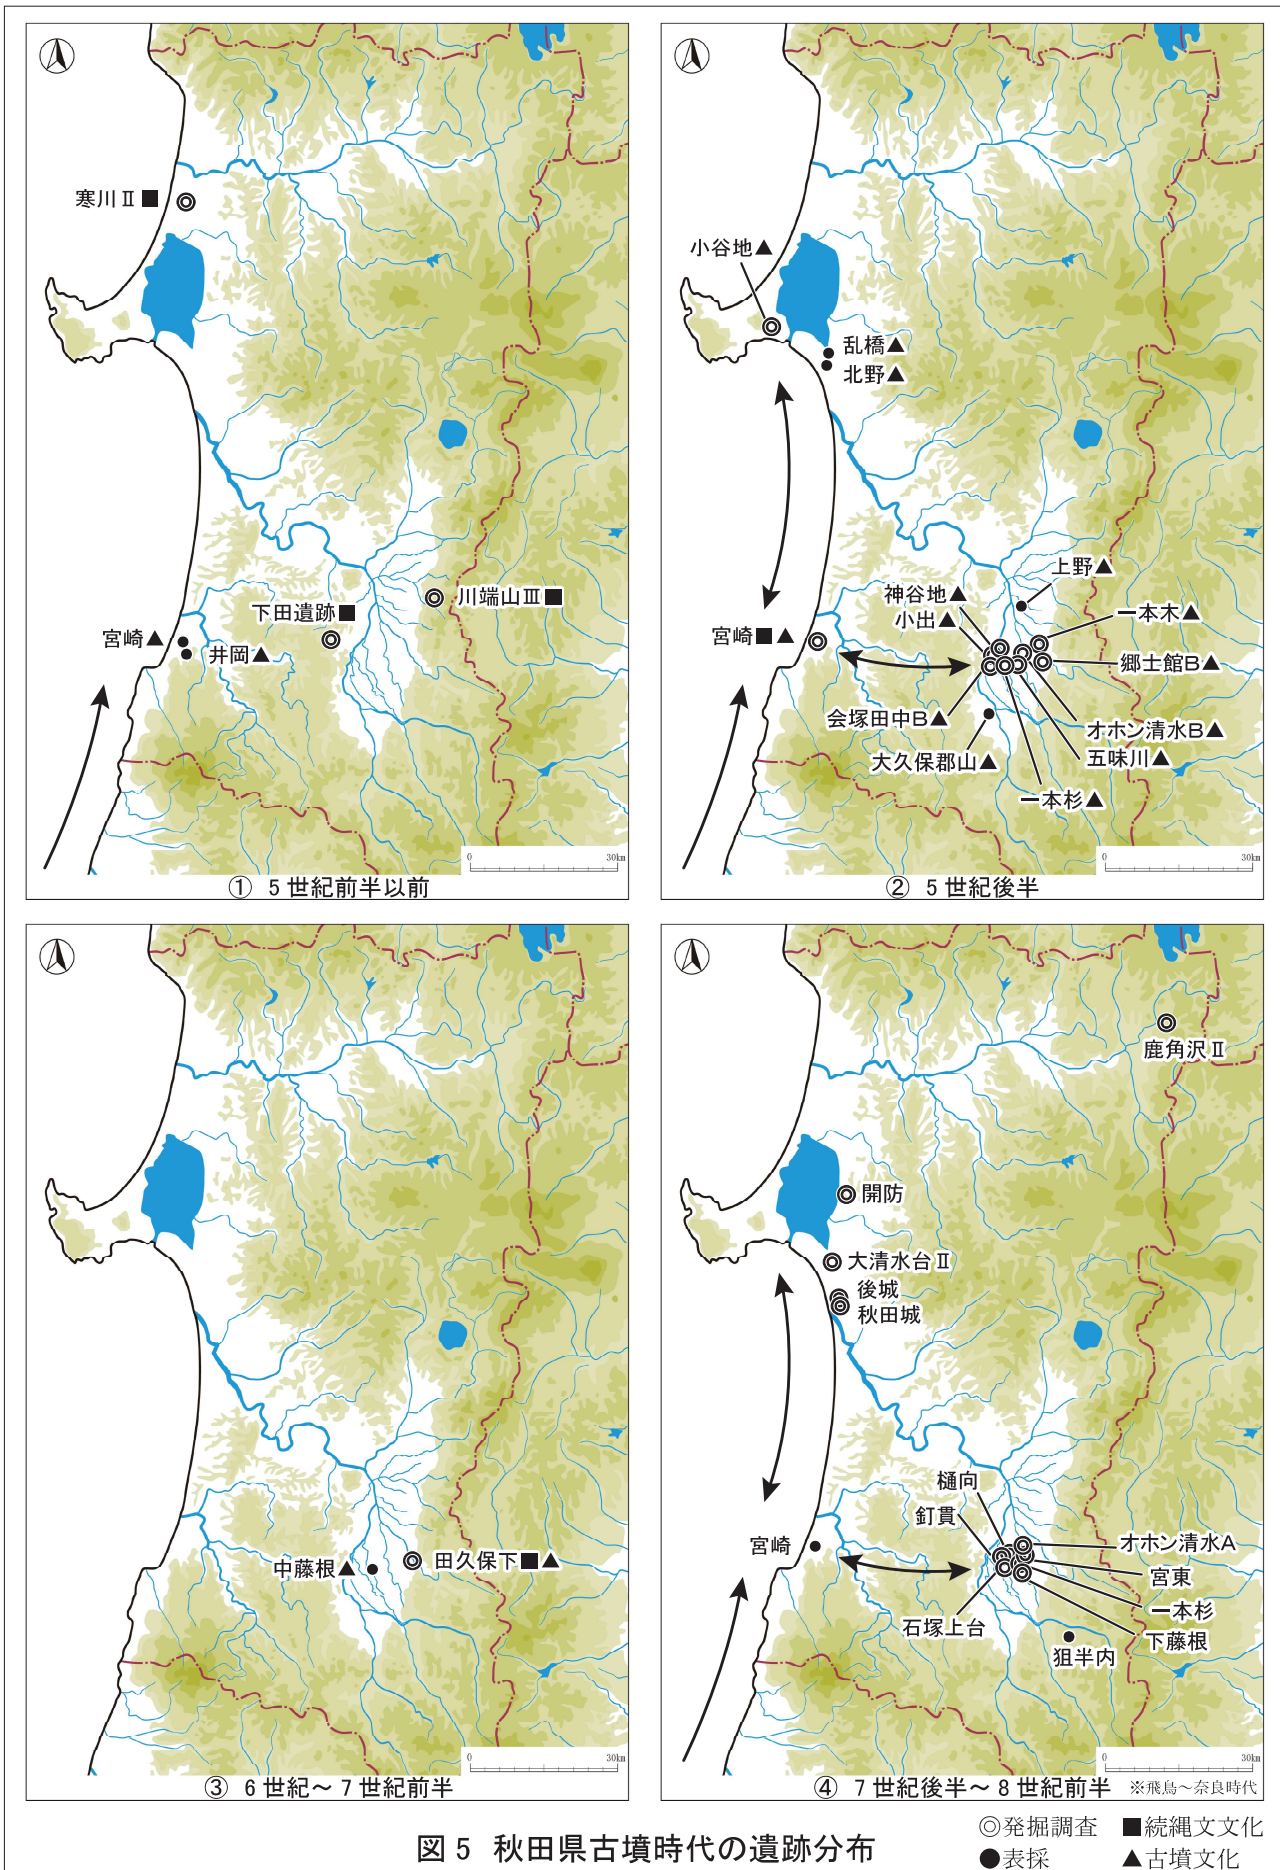 寒川Ⅱ■
下田遺跡■
川端山Ⅲ■
宮崎▲
井岡▲
0 30km
① 5世紀前半以前
小谷地▲
乱橋▲
北野▲
上野▲
神谷地▲
小出▲
一本木▲
宮崎■▲
郷士館B▲
会塚田中B▲
オホン清水B▲
大久保郡山▲
五味川▲
一本杉▲
0 30km
② 5世紀後半
中藤根▲
田久保下■▲
0 30km
③ 6世紀～7世紀前半
鹿角沢Ⅱ
開防
大清水台Ⅱ
後城
秋田城
樋向
釘貫
宮崎
オホン清水A
宮東
一本杉
石塚上台
下藤根
狙半内
0 30km
④ 7世紀後半～8世紀前半 ※飛鳥～奈良時代
図5 秋田県古墳時代の遺跡分布
◎発掘調査 ■続縄文文化
●表採 ▲古墳文化